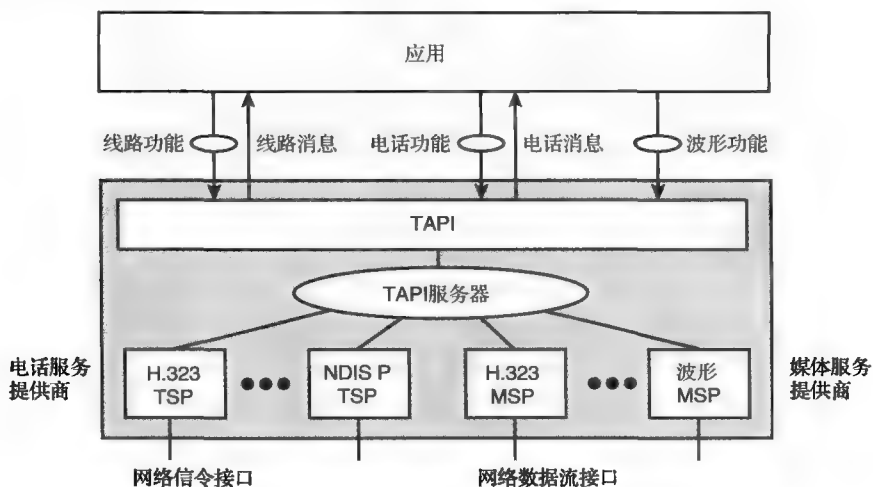 应用
线路功能 线路消息 电话功能 电话消息 波形功能
TAPI
TAPI服务器
电话服务
提供商
H.323
TSP
NDIS P
TSP
H.323
MSP
波形
MSP
媒体服务
提供商
网络信令接口 网络数据流接口